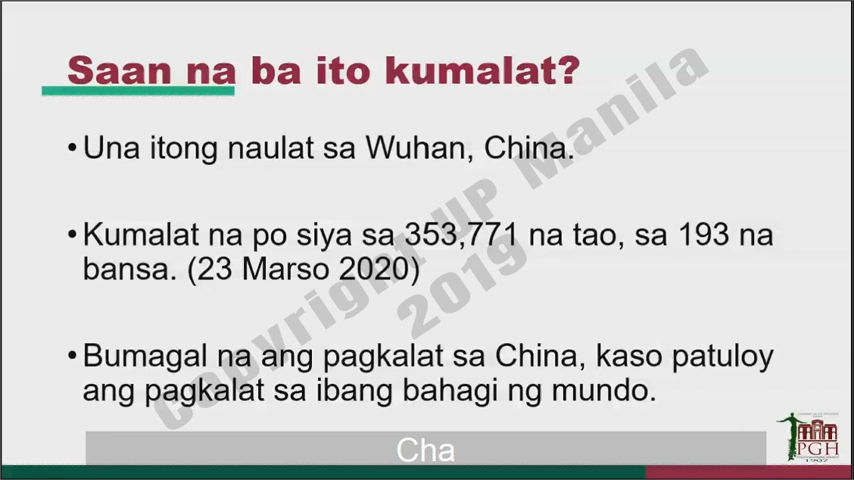 Saan na ba ito kumalat?
• Una itong naulat sa Wuhan, China.
• Kumalat na po siya sa 353,771 na tao, sa 193 na
bansa. (23 Marso 2020)
• Bumagal na ang pagkalat sa China, kaso patuloy
ang pagkalat sa ibang bahagi ng mundo.
Copyright UP Manila
2019
Cha
PGH
1907